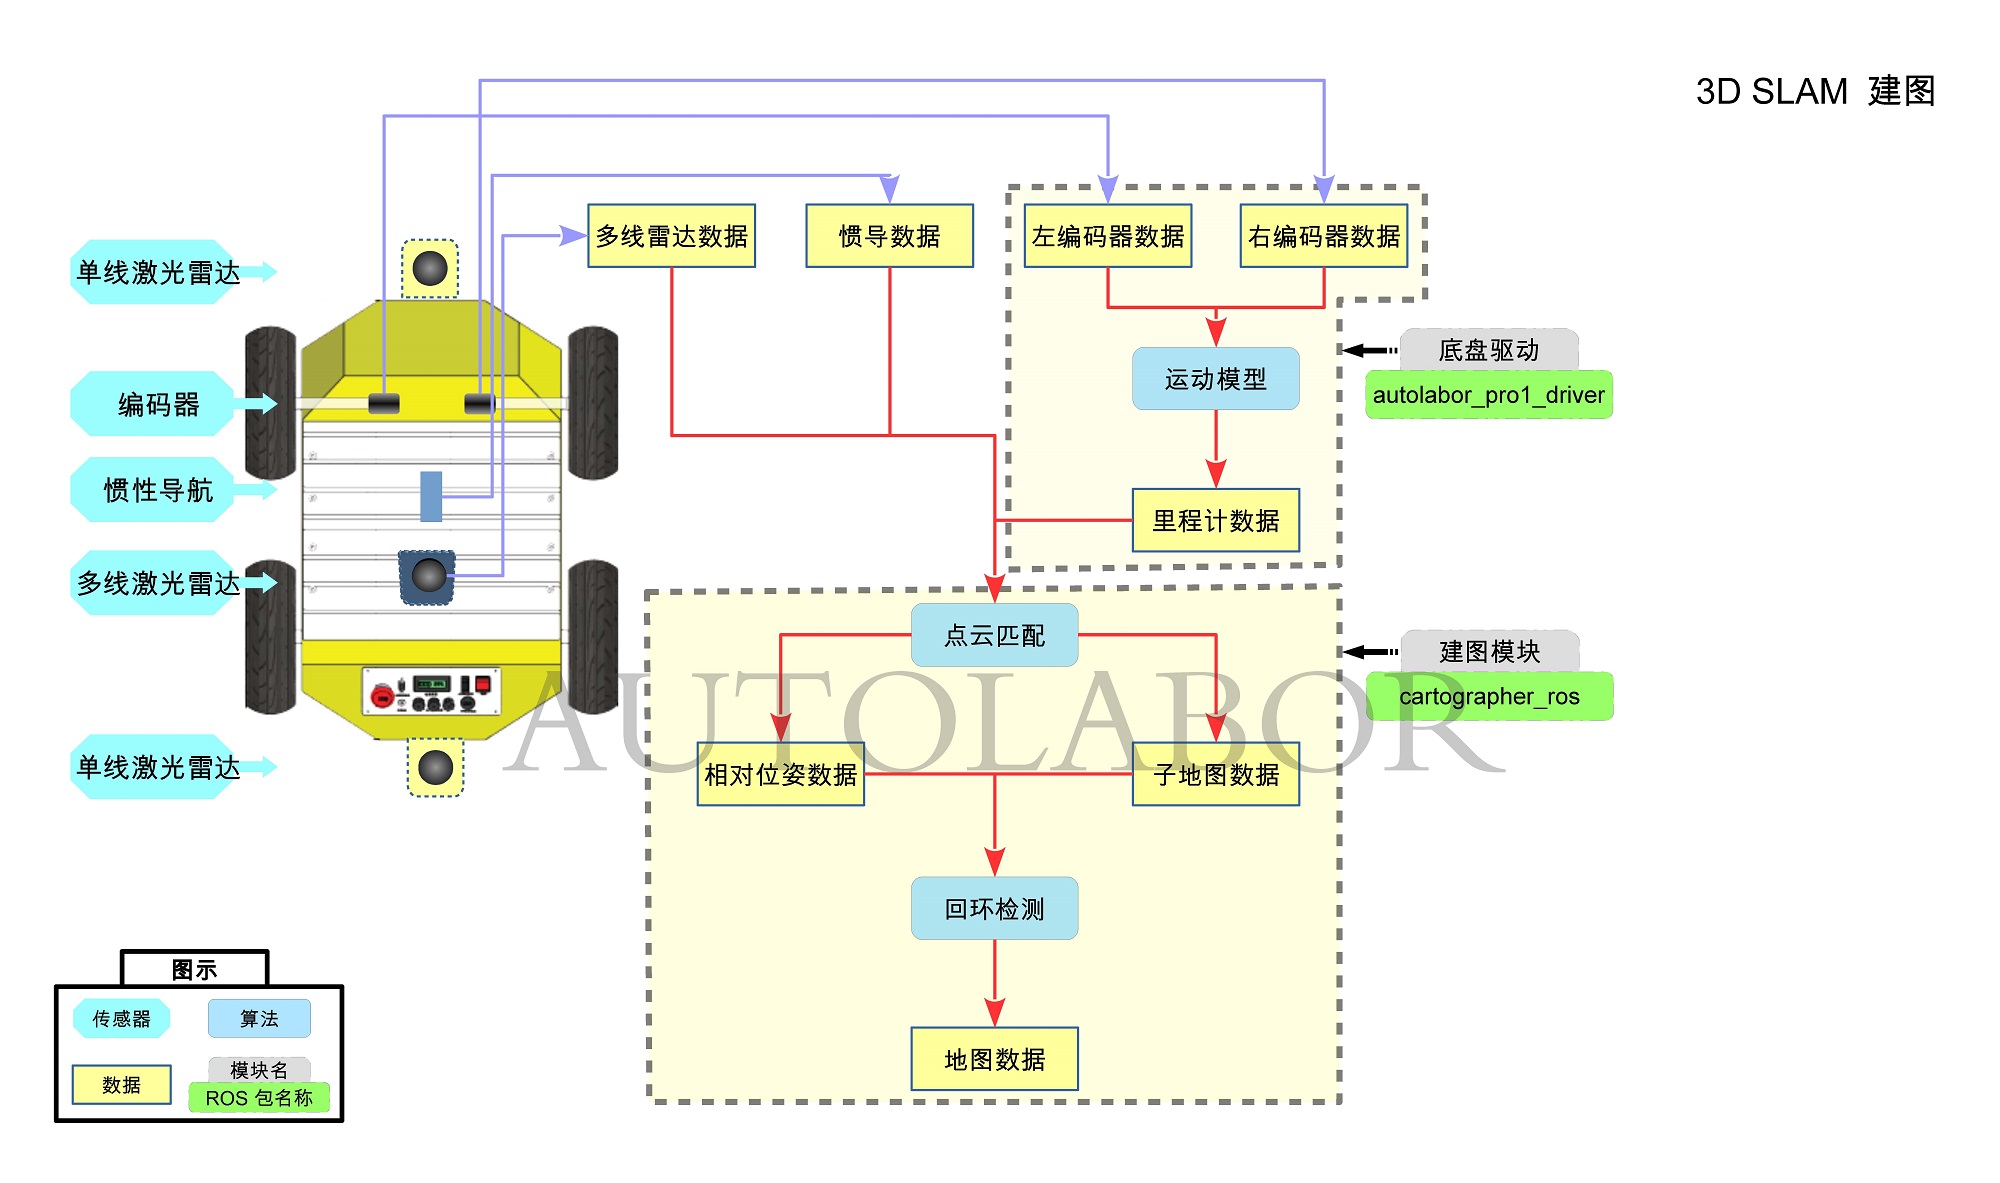 3D SLAM 建图
多线雷达数据
惯导数据
左编码器数据
右编码器数据
单线激光雷达
底盘驱动
autolabor_pro1_driver
运动模型
编码器
惯性导航
里程计数据
多线激光雷达
点云匹配
建图模块
cartographer_ros
AUTOLABOR
单线激光雷达
相对位姿数据
子地图数据
回环检测
地图数据
图示
传感器
算法
数据
模块名
ROS 包名称